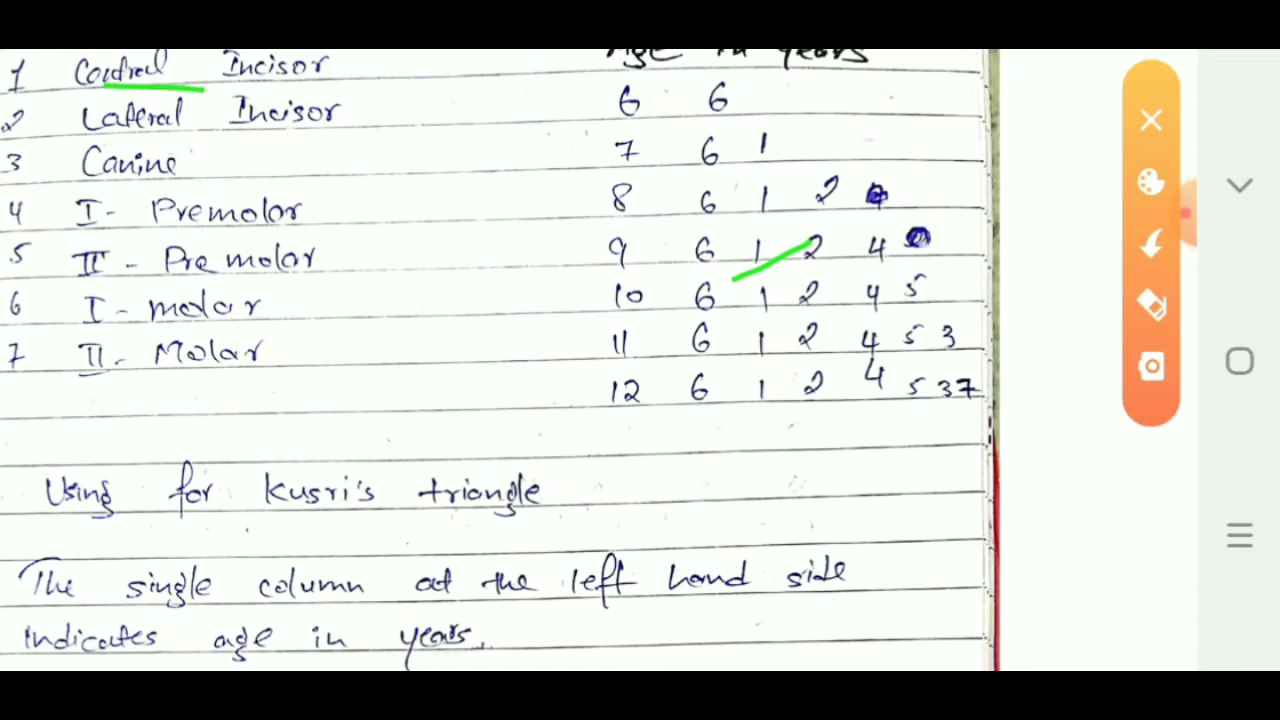 Age in years
1 Central Incisor
2 Lateral Incisor 6 6
3 Canine 7 6 1
4 I - Premolar 8 6 1 2
5 II - Premolar 9 6 1 2 4
6 I - molar 10 6 1 2 4 5
7 II - Molar 11 6 1 2 4 5 3
12 6 1 2 4 5 3 7
Using for Kusri's triangle
The single column at the left hand side
indicates age in years.